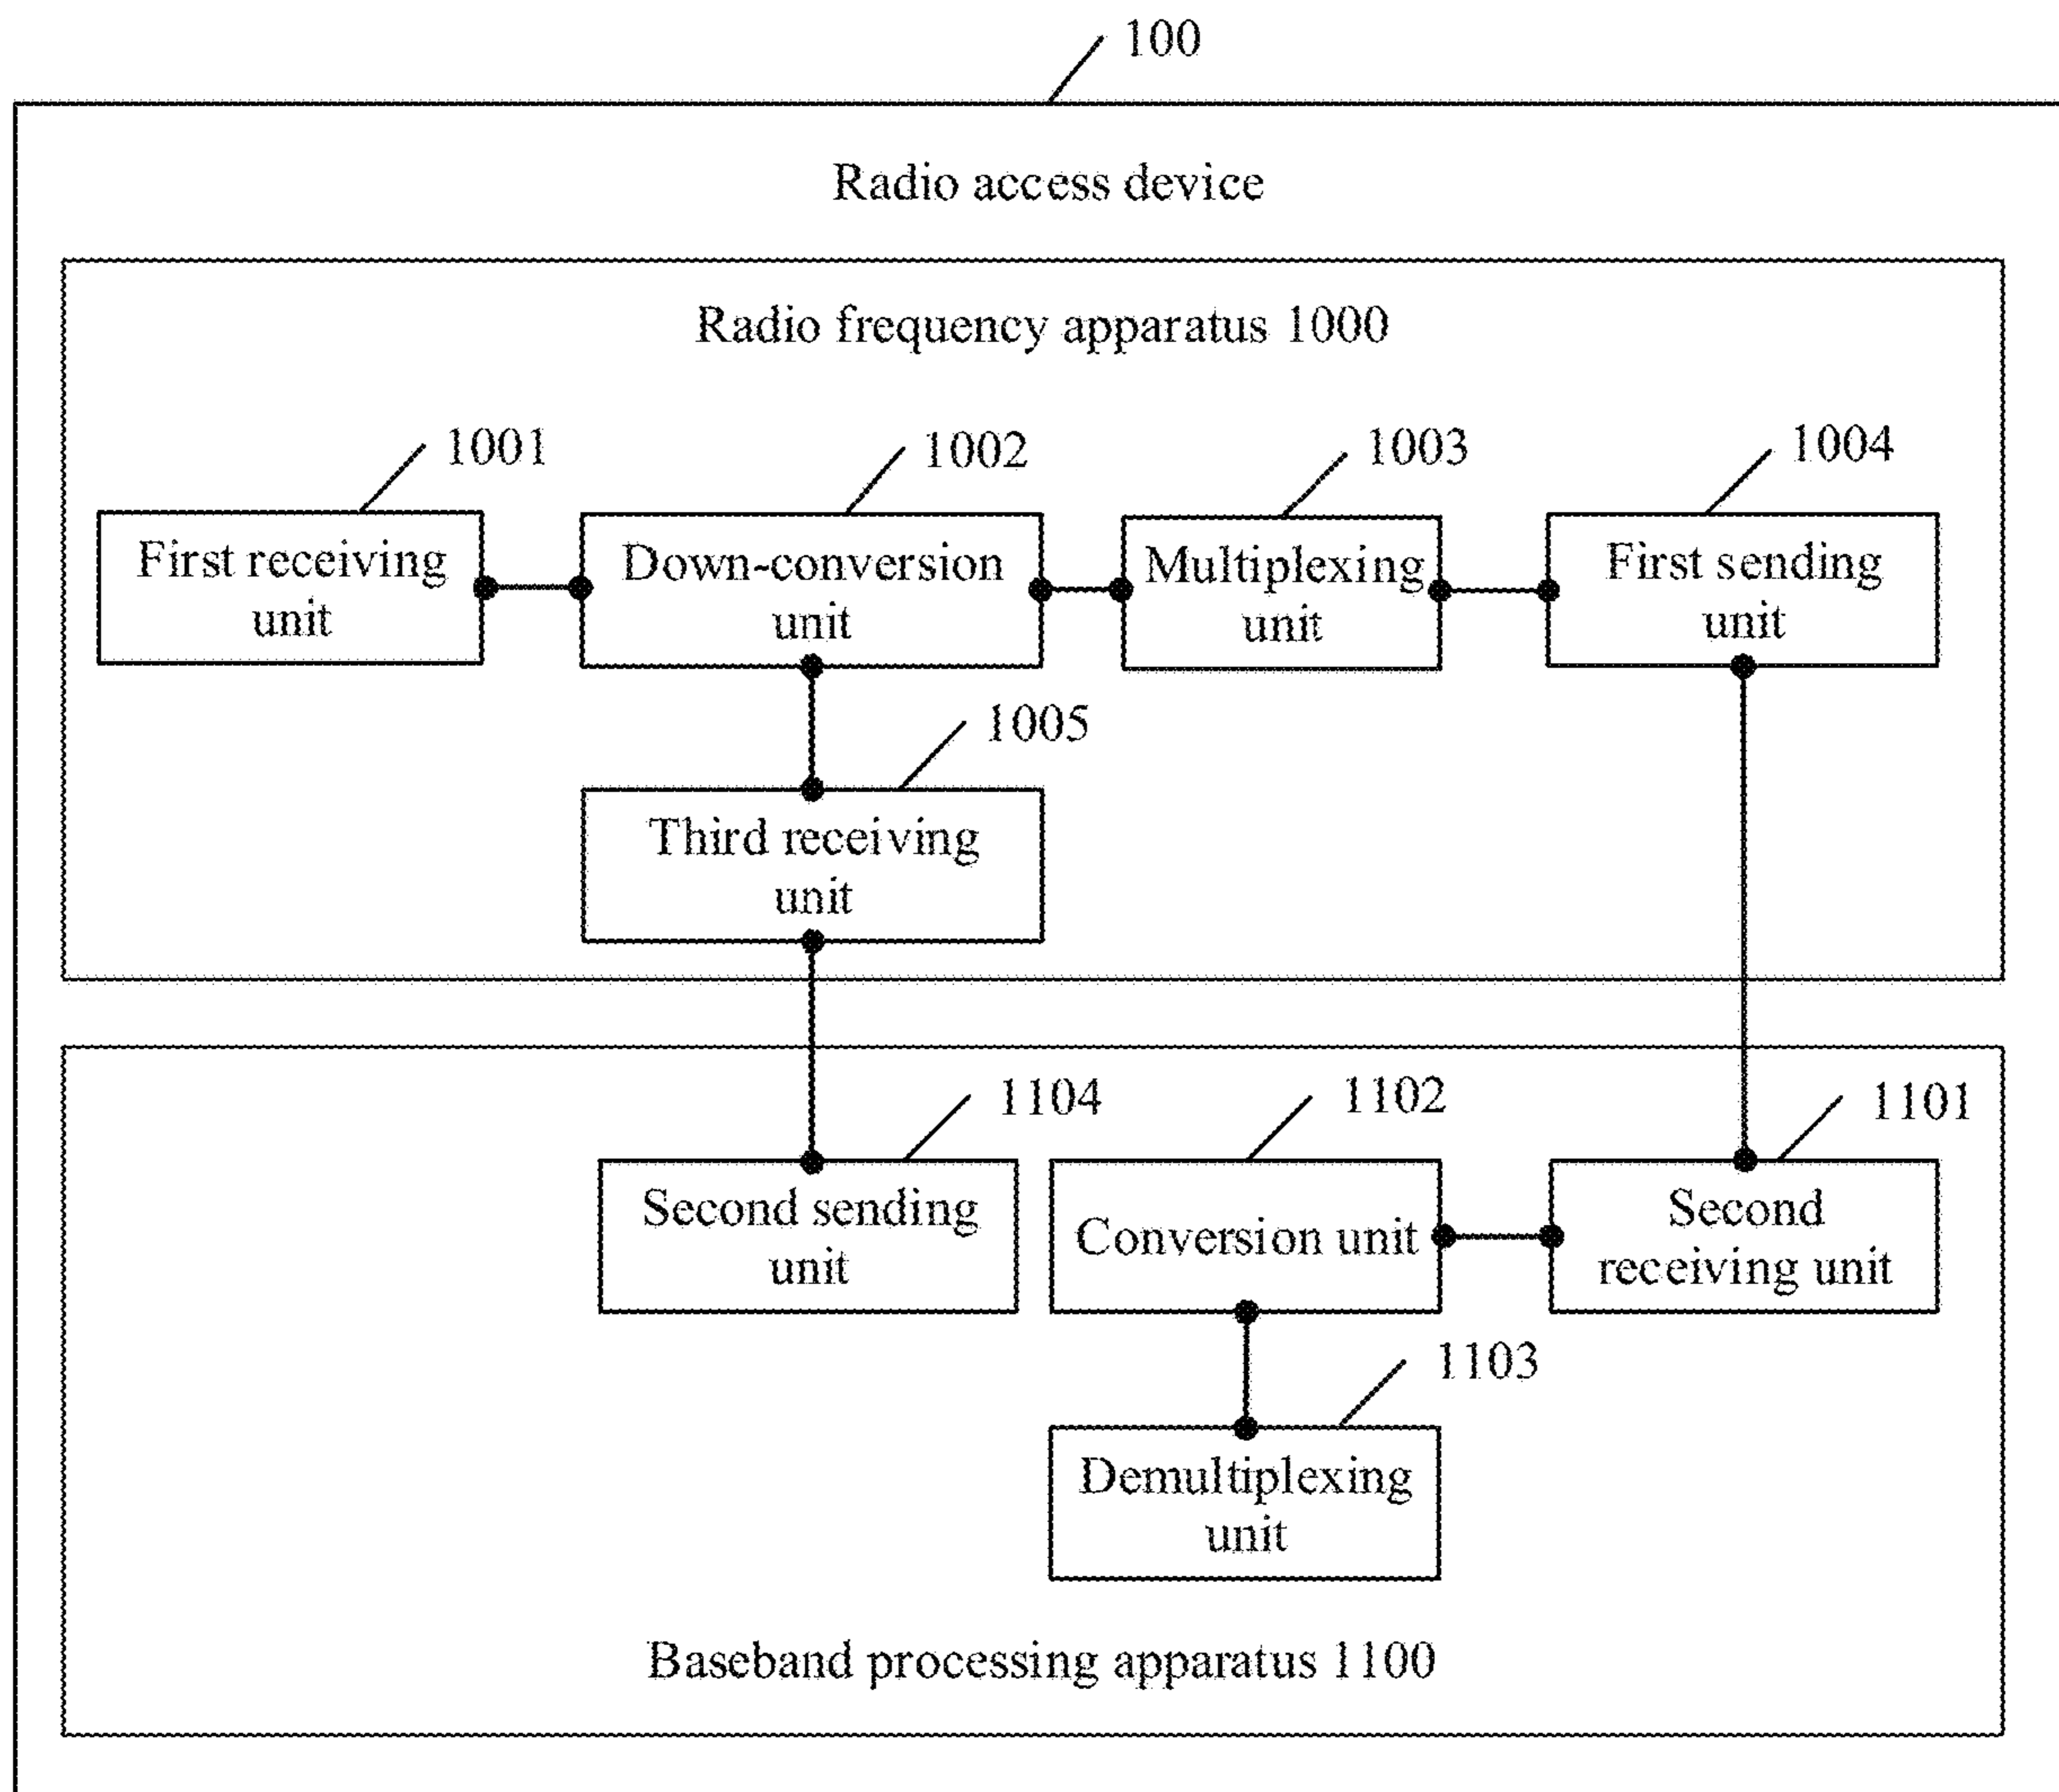 100
Radio access device
Radio frequency apparatus 1000
1001
1002
1003
1004
First receiving
unit
Down-conversion
unit
Multiplexing
unit
First sending
unit
1005
Third receiving
unit
1104
1102
1101
Second sending
unit
Conversion unit
Second
receiving unit
1103
Demultiplexing
unit
Baseband processing apparatus 1100